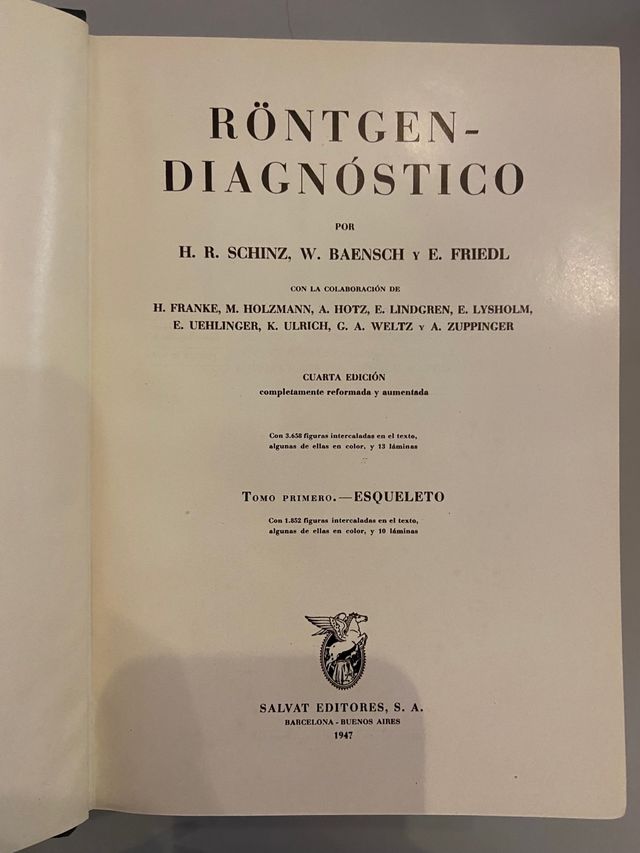 RÖNTGEN-
DIAGNÓSTICO
POR
H. R. SCHINZ, W. BAENSCH Y E. FRIEDL
CON LA COLABORACIÓN DE
H. FRANKE, M. HOLZMANN, A. HOTZ, E. LINDGREN, E. LYSHOLM,
E. UEHLINGER, K. ULRICH, G. A. WELTZ Y A. ZUPPINGER
CUARTA EDICIÓN
completamente reformada y aumentada
Con 3.658 figuras intercaladas en el texto,
algunas de ellas en color, y 13 láminas
TOMO PRIMERO.—ESQUELETO
Con 1.852 figuras intercaladas en el texto,
algunas de ellas en color, y 10 láminas
SALVAT EDITORES, S. A.
BARCELONA - BUENOS AIRES
1947